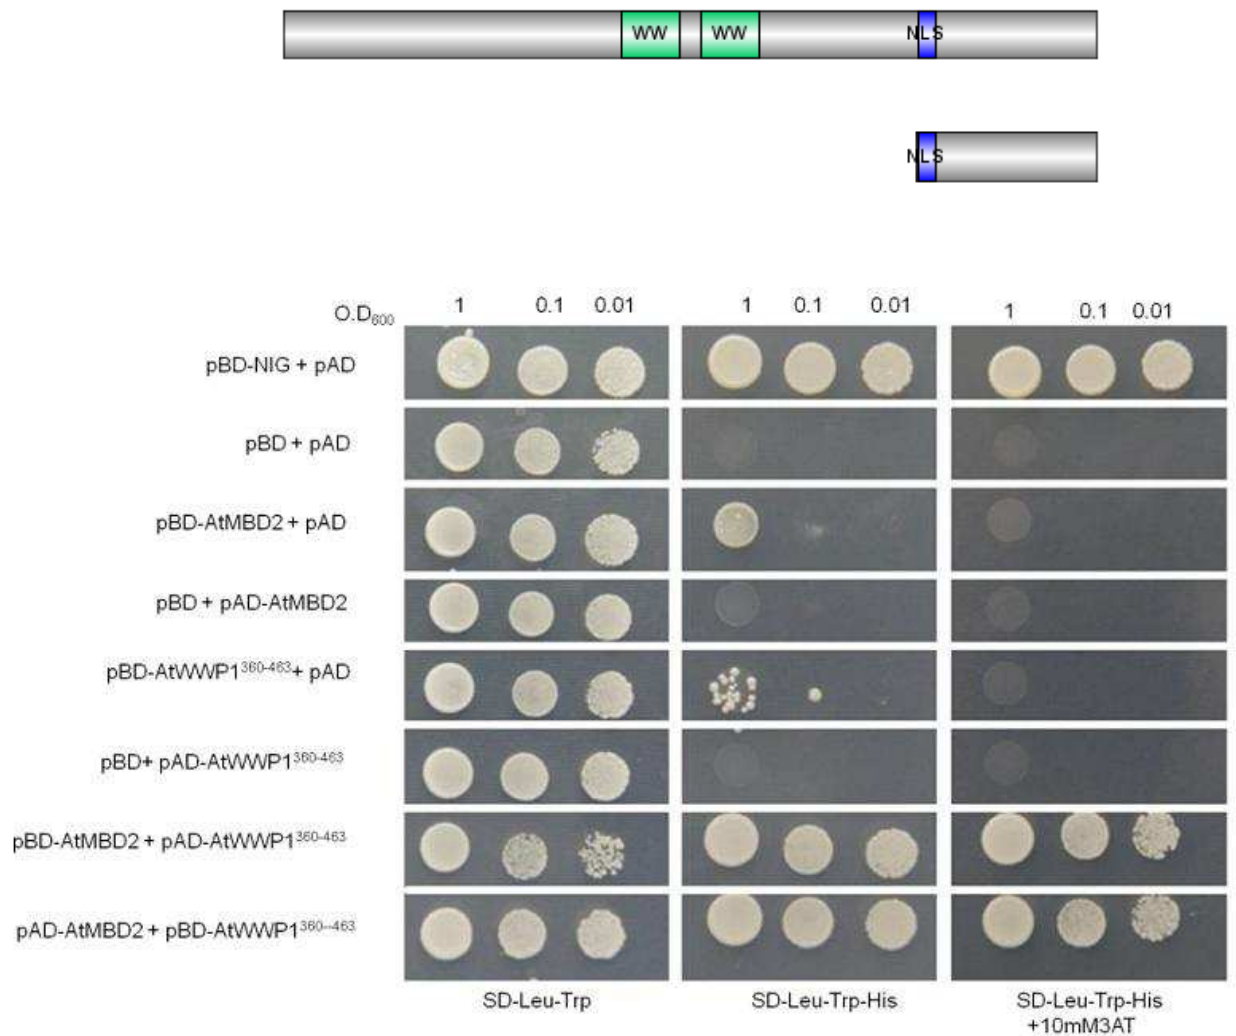 WW WW NLS
NLS
O.D600 1 0.1 0.01 1 0.1 0.01 1 0.1 0.01
pBD-NIG + pAD
pBD + pAD
pBD-AtMBD2 + pAD
pBD + pAD-AtMBD2
pBD-AtWWP1360-463+ pAD
pBD+ pAD-AtWWP1360-463
pBD-AtMBD2 + pAD-AtWWP1360-463
pAD-AtMBD2 + pBD-AtWWP1360-463
SD-Leu-Trp SD-Leu-Trp-His SD-Leu-Trp-His
+10mM3AT